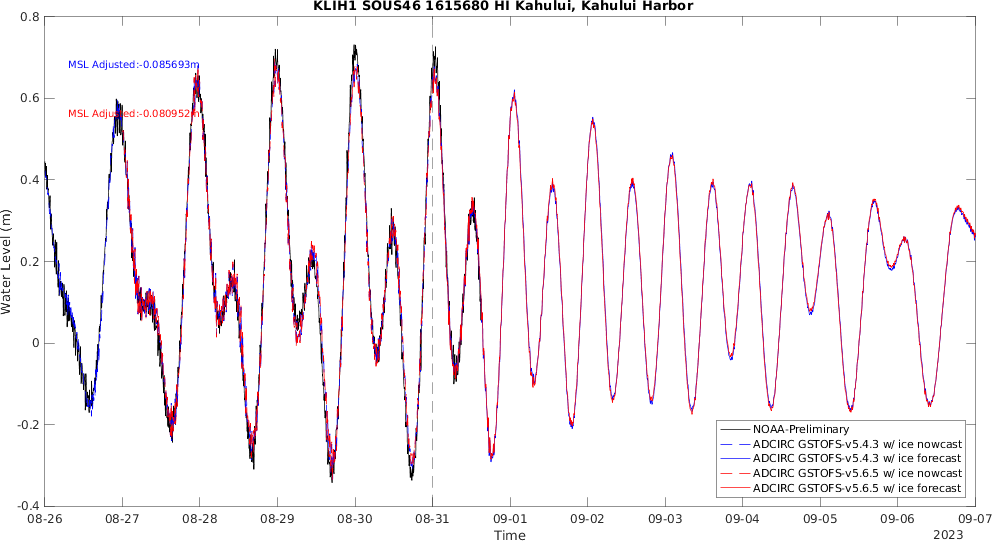 KLIH1 SOUS46 1615680 HI Kahului, Kahului Harbor
0.8
MSL Adjusted:-0.085693m
0.6
MSL Adjusted:-0.080952m
0.4
0.2
0
-0.2
-0.4
Water Level (m)
NOAA-Preliminary
ADCIRC GSTOFS-v5.4.3 w/ ice nowcast
ADCIRC GSTOFS-v5.4.3 w/ ice forecast
ADCIRC GSTOFS-v5.6.5 w/ ice nowcast
ADCIRC GSTOFS-v5.6.5 w/ ice forecast
08-26 08-27 08-28 08-29 08-30 08-31 09-01 09-02 09-03 09-04 09-05 09-06 09-07
Time
2023